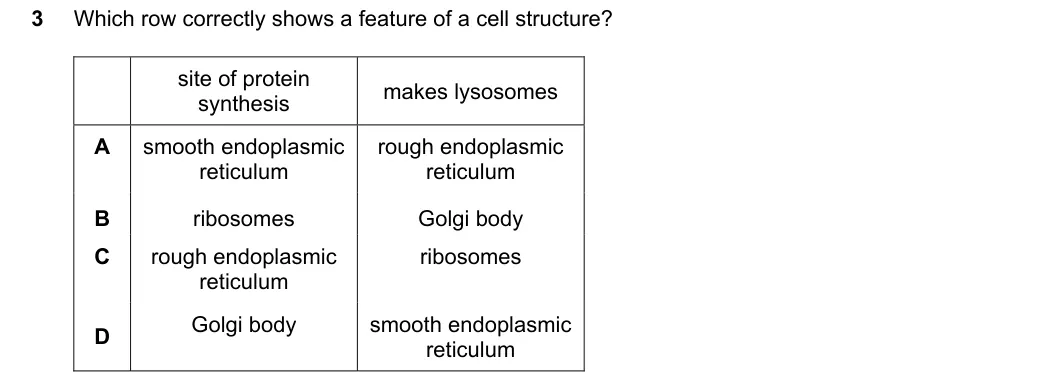 3 Which row correctly shows a feature of a cell structure?
site of protein
synthesis
makes lysosomes
A smooth endoplasmic
reticulum
rough endoplasmic
reticulum
B ribosomes Golgi body
C rough endoplasmic
reticulum
ribosomes
D Golgi body
smooth endoplasmic
reticulum